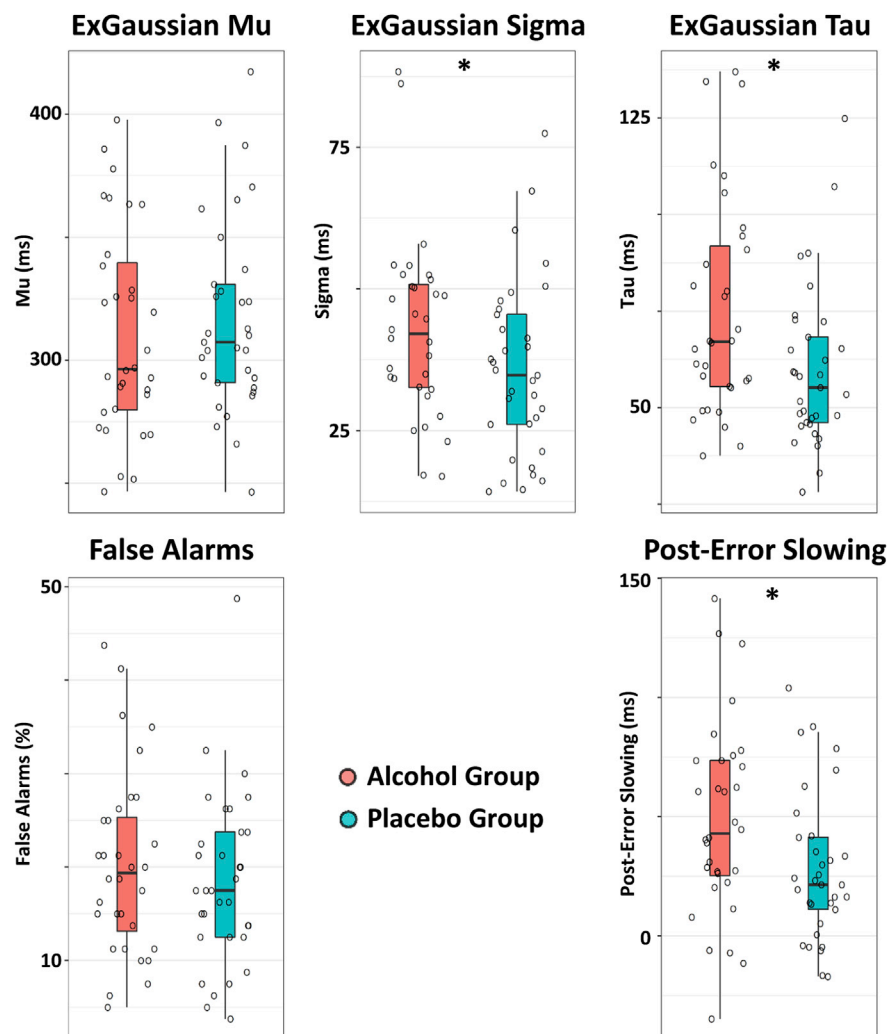 ExGaussian Mu
ExGaussian Sigma
ExGaussian Tau
*
*
400
300
Mu (ms)
75
25
Sigma (ms)
125
50
Tau (ms)
False Alarms
Post-Error Slowing
50
10
False Alarms (%)
Alcohol Group
Placebo Group
*
150
0
Post-Error Slowing (ms)